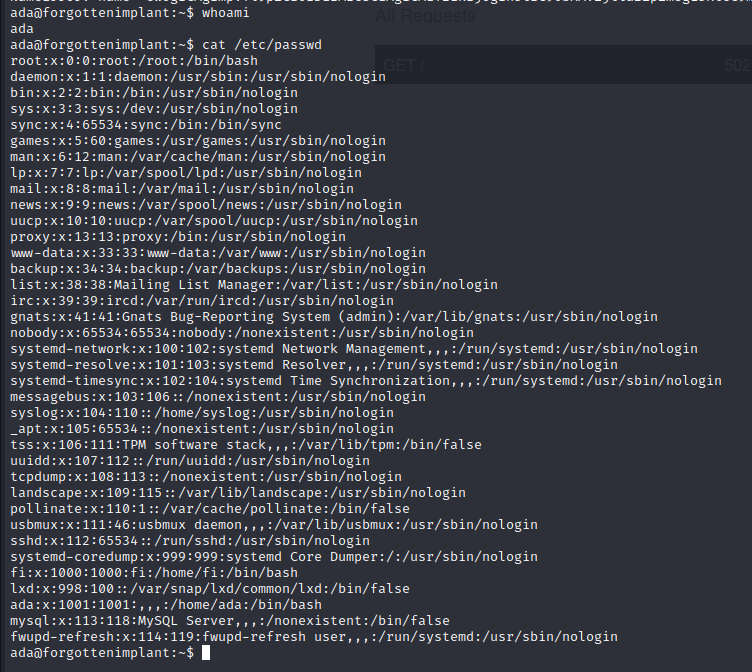 ada@forgottenimplant:~$ whoami
All Requests
ada
ada@forgottenimplant:~$ cat /etc/passwd
root:x:0:0:root:/root:/bin/bash
GET / 502
daemon:x:1:1:daemon:/usr/sbin:/usr/sbin/nologin
bin:x:2:2:bin:/bin:/usr/sbin/nologin
sys:x:3:3:sys:/dev:/usr/sbin/nologin
sync:x:4:65534:sync:/bin:/bin/sync
games:x:5:60:games:/usr/games:/usr/sbin/nologin
man:x:6:12:man:/var/cache/man:/usr/sbin/nologin
lp:x:7:7:lp:/var/spool/lpd:/usr/sbin/nologin
mail:x:8:8:mail:/var/mail:/usr/sbin/nologin
news:x:9:9:news:/var/spool/news:/usr/sbin/nologin
uucp:x:10:10:uucp:/var/spool/uucp:/usr/sbin/nologin
proxy:x:13:13:proxy:/bin:/usr/sbin/nologin
www-data:x:33:33:www-data:/var/www:/usr/sbin/nologin
backup:x:34:34:backup:/var/backups:/usr/sbin/nologin
list:x:38:38:Mailing List Manager:/var/list:/usr/sbin/nologin
irc:x:39:39:ircd:/var/run/ircd:/usr/sbin/nologin
gnats:x:41:41:Gnats Bug-Reporting System (admin):/var/lib/gnats:/usr/sbin/nologin
nobody:x:65534:65534:nobody:/nonexistent:/usr/sbin/nologin
systemd-network:x:100:102:systemd Network Management,,,:/run/systemd:/usr/sbin/nologin
systemd-resolve:x:101:103:systemd Resolver,,,:/run/systemd:/usr/sbin/nologin
systemd-timesync:x:102:104:systemd Time Synchronization,,,:/run/systemd:/usr/sbin/nologin
messagebus:x:103:106::/nonexistent:/usr/sbin/nologin
syslog:x:104:110::/home/syslog:/usr/sbin/nologin
_apt:x:105:65534::/nonexistent:/usr/sbin/nologin
tss:x:106:111:TPM software stack,,,:/var/lib/tpm:/bin/false
uuidd:x:107:112::/run/uuidd:/usr/sbin/nologin
tcpdump:x:108:113::/nonexistent:/usr/sbin/nologin
landscape:x:109:115::/var/lib/landscape:/usr/sbin/nologin
pollinate:x:110:1::/var/cache/pollinate:/bin/false
usbmux:x:111:46:usbmux daemon,,,:/var/lib/usbmux:/usr/sbin/nologin
sshd:x:112:65534::/run/sshd:/usr/sbin/nologin
systemd-coredump:x:999:999:systemd Core Dumper:/:/usr/sbin/nologin
fi:x:1000:1000:fi:/home/fi:/bin/bash
lxd:x:998:100::/var/snap/lxd/common/lxd:/bin/false
ada:x:1001:1001:,,,:/home/ada:/bin/bash
mysql:x:113:118:MySQL Server,,,:/nonexistent:/bin/false
fwupd-refresh:x:114:119:fwupd-refresh user,,,:/run/systemd:/usr/sbin/nologin
ada@forgottenimplant:~$